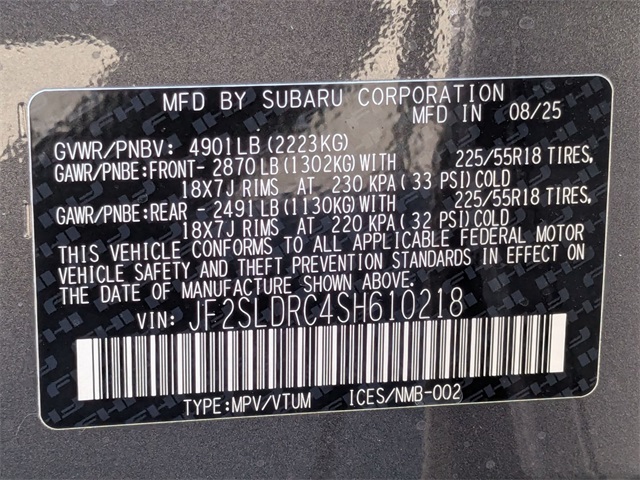 MFD BY SUBARU CORPORATION
MFD IN 08/25
GVWR/PNBV: 4901LB (2223KG)
GAWR/PNBE:FRONT- 2870LB(1302KG)WITH 225/55R18 TIRES,
18X7J RIMS AT 230 KPA( 33 PSI)COLD
GAWR/PNBE:REAR - 2491LB(1130KG)WITH 225/55R18 TIRES,
18X7J RIMS AT 220 KPA( 32 PSI)COLD
THIS VEHICLE CONFORMS TO ALL APPLICABLE FEDERAL MOTOR
VEHICLE SAFETY AND THEFT PREVENTION STANDARDS IN EFFECT ON
THE DATE OF MANUFACTURE SHOWN ABOVE.
VIN: JF2SLDRC4SH610218
TYPE:MPV/VTUM ICES/NMB-002